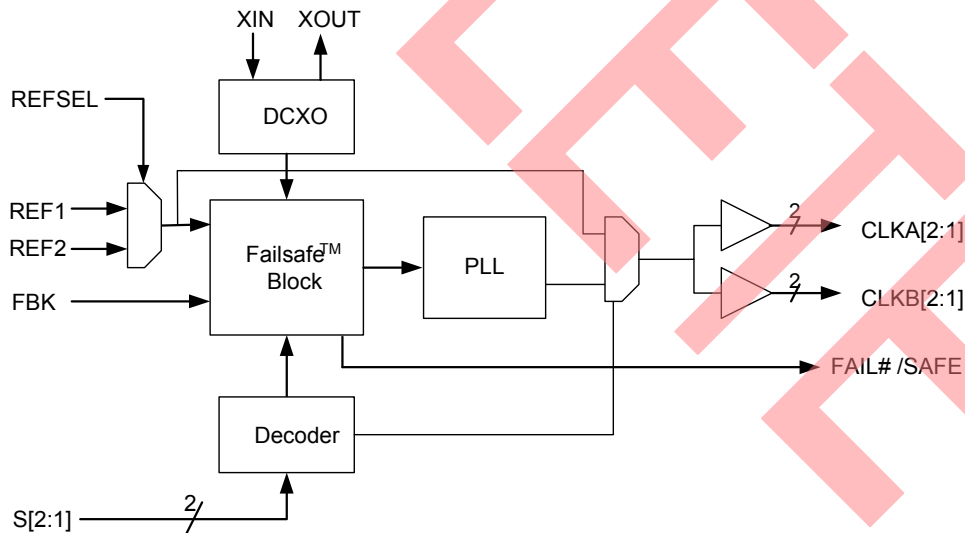 XIN XOUT
REFSEL
DCXO
REF1
REF2
FBK
Failsafe™
Block
PLL
2
CLKA[2:1]
2
CLKB[2:1]
FAIL# /SAFE
Decoder
2
S[2:1]